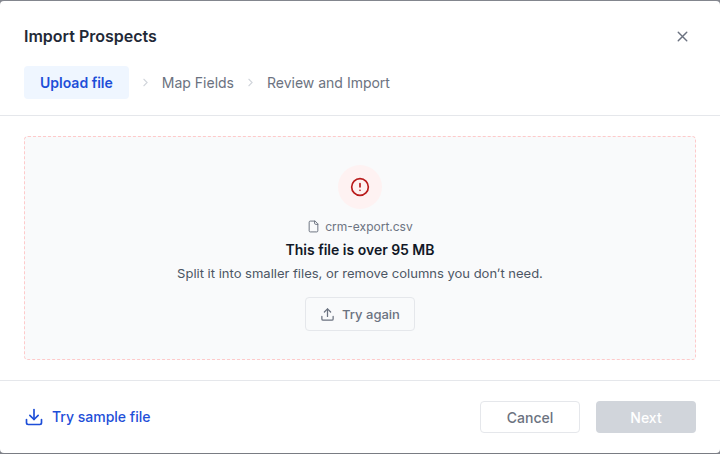 Import Prospects
Upload file
Map Fields
Review and Import
crm-export.csv
This file is over 95 MB
Split it into smaller files, or remove columns you don’t need.
Try again
Try sample file
Cancel
Next